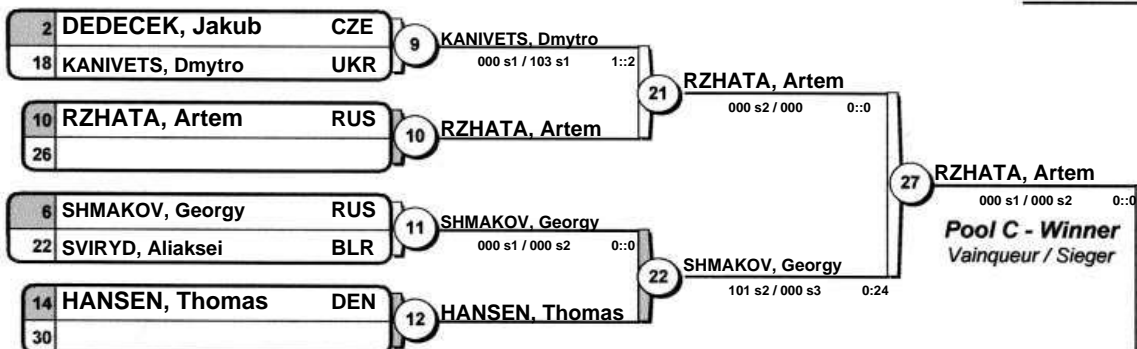 2 DEDECEK, Jakub CZE
18 KANIVETS, Dmytro UKR
9
KANIVETS, Dmytro
000 s1 / 103 s1 1::2
10 RZHATA, Artem RUS
26
10
RZHATA, Artem
21
RZHATA, Artem
000 s2 / 000 0::0
6 SHMAKOV, Georgy RUS
22 SVIRYD, Aliaksei BLR
11
SHMAKOV, Georgy
000 s1 / 000 s2 0::0
14 HANSEN, Thomas DEN
30
12
HANSEN, Thomas
22
SHMAKOV, Georgy
101 s2 / 000 s3 0:24
27
RZHATA, Artem
000 s1 / 000 s2 0::0
Pool C - Winner
Vainqueur / Sieger